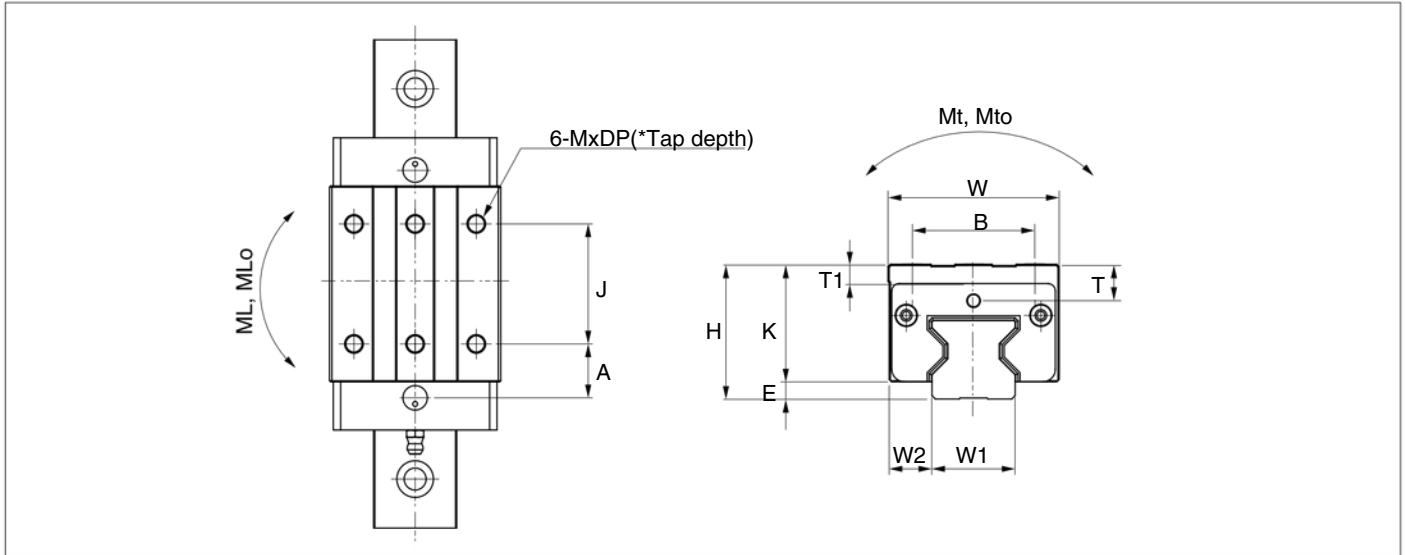 6-MxDP(*Tap depth)
ML, MLo
J
A
Mt, Mto
W
B
T1
T
H
K
E
W2
W1